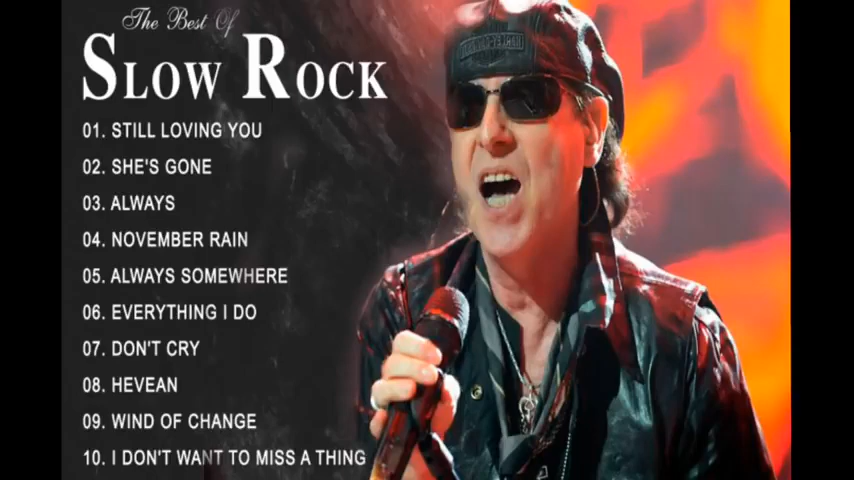 The Best Of
SLOW ROCK
01. STILL LOVING YOU
02. SHE'S GONE
03. ALWAYS
04. NOVEMBER RAIN
05. ALWAYS SOMEWHERE
06. EVERYTHING I DO
07. DON'T CRY
08. HEVEAN
09. WIND OF CHANGE
10. I DON'T WANT TO MISS A THING